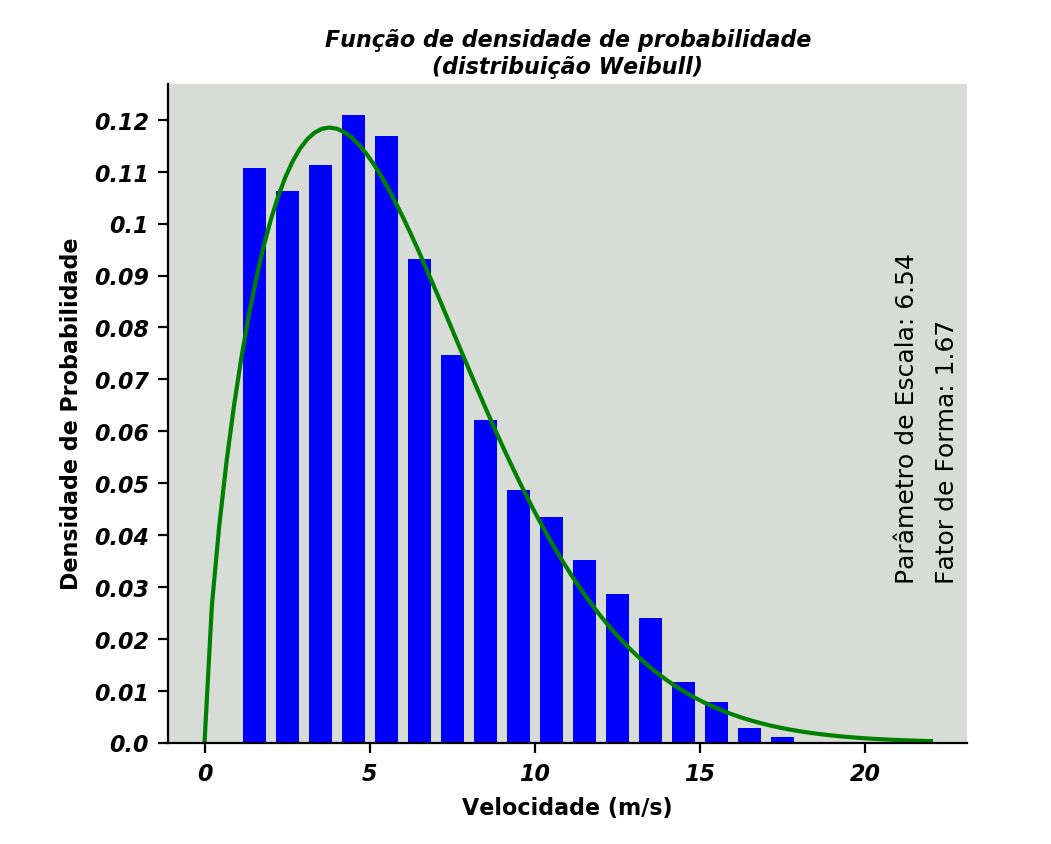 Função de densidade de probabilidade
(distribuição Weibull)
Densidade de Probabilidade
0.12
0.11
0.1
0.09
0.08
0.07
0.06
0.05
0.04
0.03
0.02
0.01
0.0
Parâmetro de Escala: 6.54
Fator de Forma: 1.67
0 5 10 15 20
Velocidade (m/s)